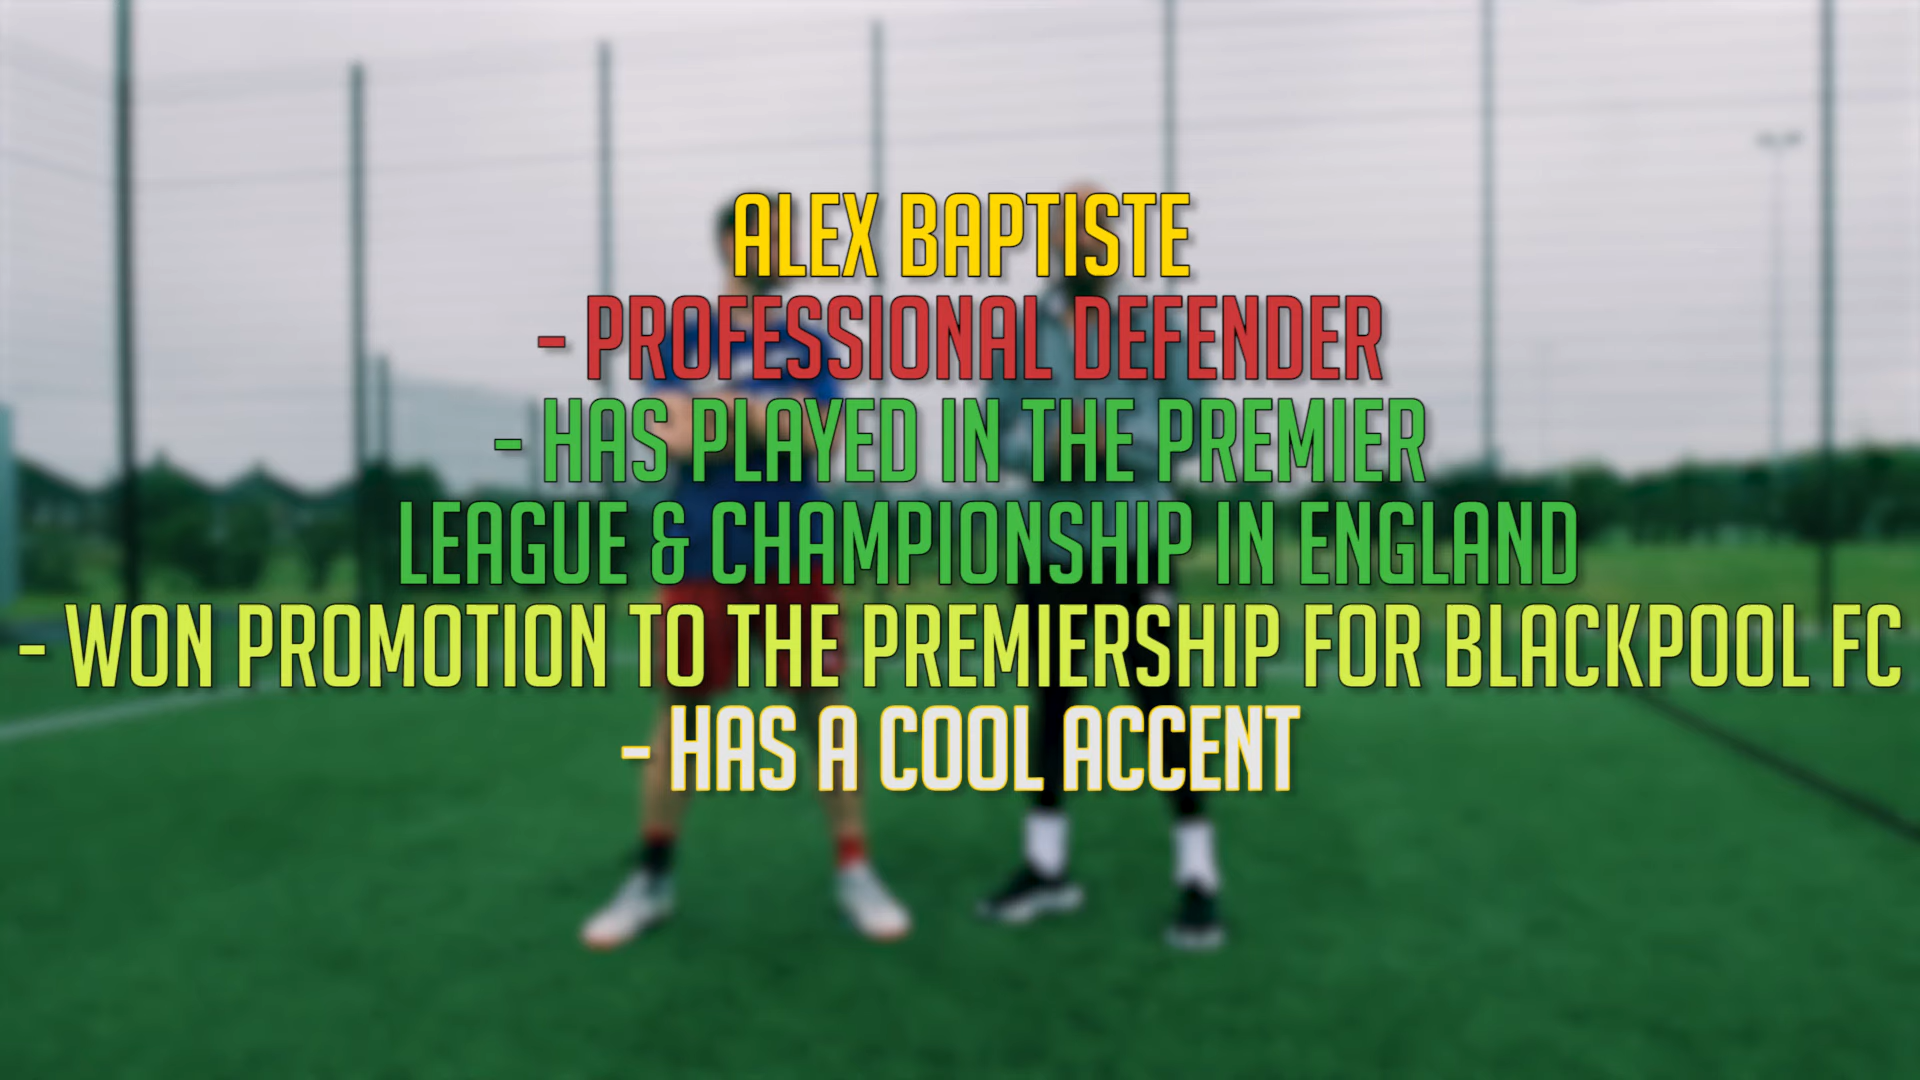 ALEX BAPTISTE
- PROFESSIONAL DEFENDER
- HAS PLAYED IN THE PREMIER
LEAGUE & CHAMPIONSHIP IN ENGLAND
- WON PROMOTION TO THE PREMIERSHIP FOR BLACKPOOL FC
- HAS A COOL ACCENT